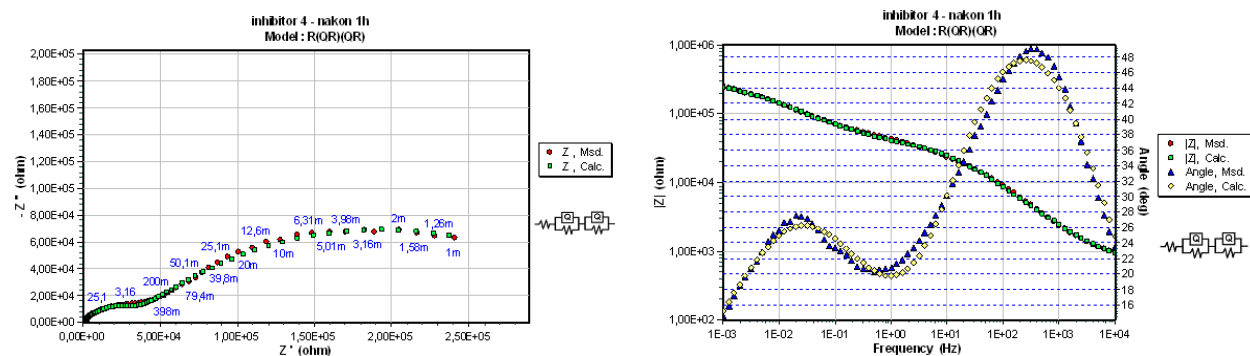 inhibitor 4 - nakon 1h
Model : R(QR)(QR)
2,00E+05
1,80E+05
1,60E+05
1,40E+05
1,20E+05
1,00E+05
8,00E+04
6,00E+04
4,00E+04
2,00E+04
0,00E+00
- Z '' (ohm)
25,1
3,16
200m
398m
50,1m
79,4m
25,1m
39,8m
12,6m
20m
10m
6,31m
5,01m
3,98m
3,16m
2m
1,58m
1,26m
1m
0,00E+00
5,00E+04
1,00E+05
1,50E+05
2,00E+05
2,50E+05
Z ' (ohm)
Z , Msd.
Z , Calc.
Q
Q
inhibitor 4 - nakon 1h
Model : R(QR)(QR)
1,00E+06
1,00E+05
1,00E+04
1,00E+03
1,00E+02
|Z| (ohm)
48
46
44
42
40
38
36
34
32
30
28
26
24
22
20
18
16
Angle (deg)
1E-03
1E-02
1E-01
1E+00
1E+01
1E+02
1E+03
1E+04
Frequency (Hz)
|Z|, Msd.
|Z|, Calc.
Angle, Msd.
Angle, Calc.
Q
Q